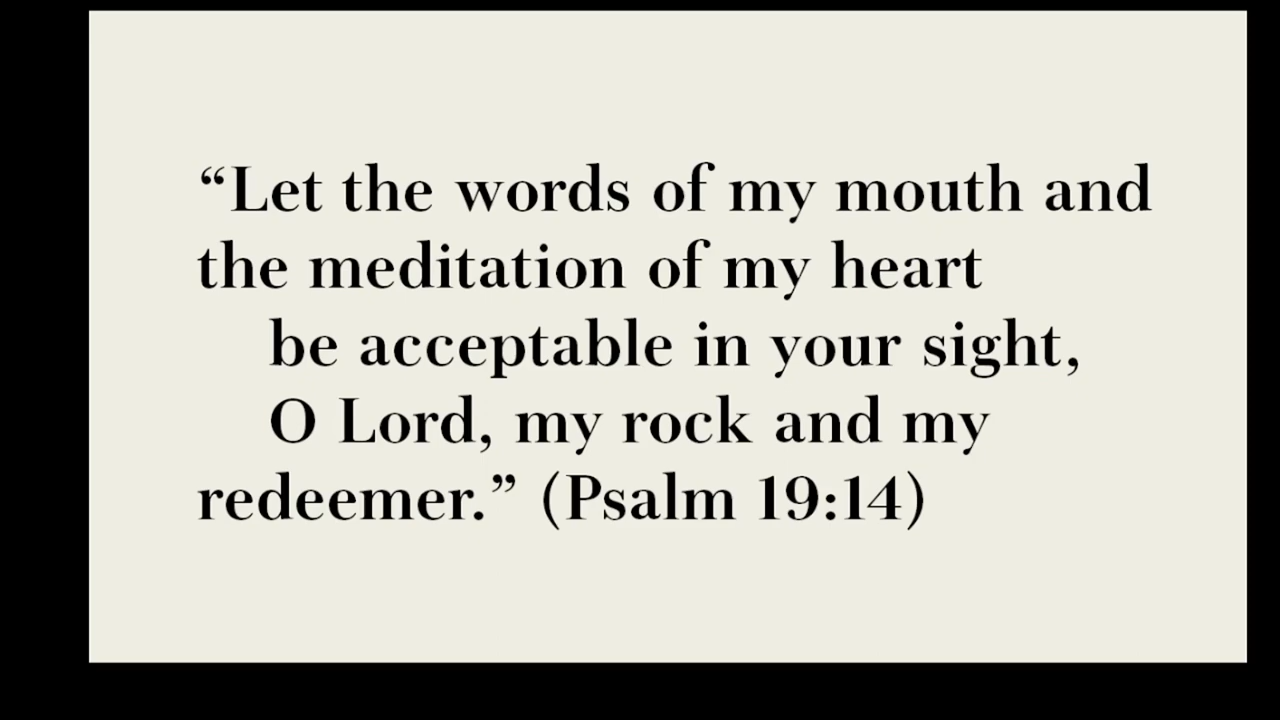 “Let the words of my mouth and
the meditation of my heart
be acceptable in your sight,
O Lord, my rock and my
redeemer.” (Psalm 19:14)